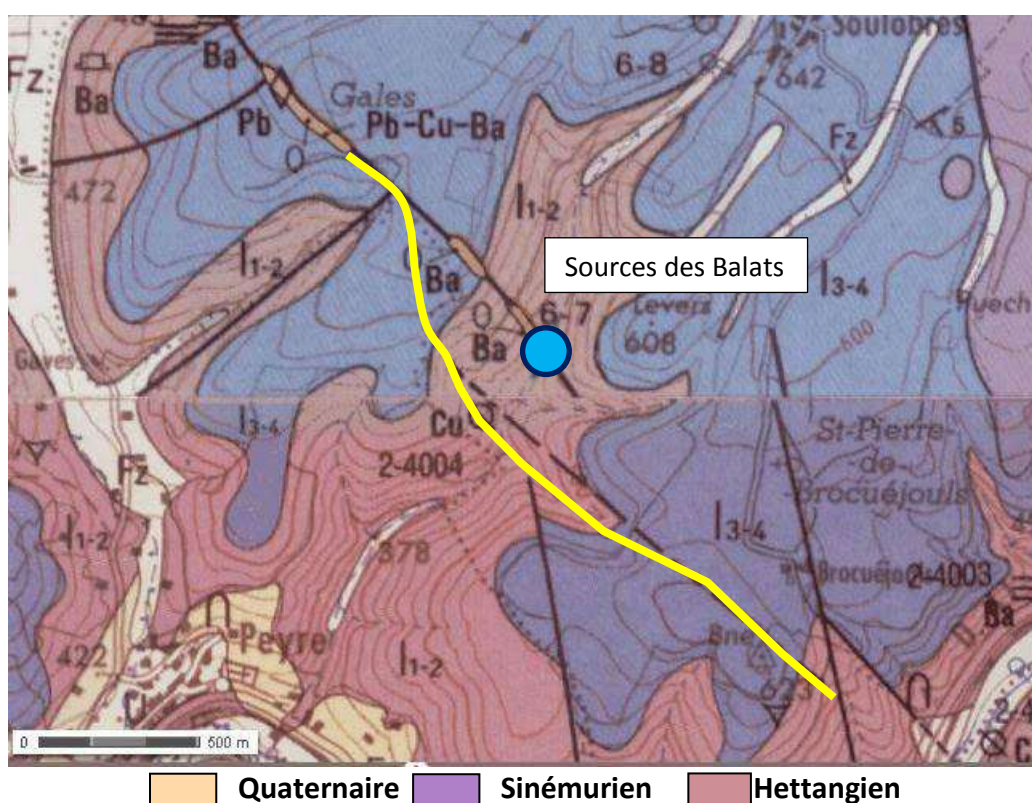 Soulobres
Ba
6-8
642
Fz
Ba
Gales
Pb
Pb-Cu-Ba
Fz
5
472
l1-2
l1-2
Sources des Balats
Ba
6-7
Levers
l3-4
Puech
Ba
608
600
l3-4
Cu
St-Pierre-
Fz
2-4004
-de-
-Brocuéjouls
l1-2
l3-4
378
Brocuéjouls
2-4003
Ba
Peyre
422
l1-2
0 500 m
Quaternaire Sinémurien Hettangien